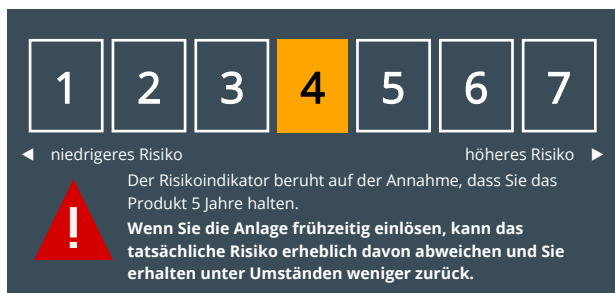 1 2 3 4 5 6 7
◄ niedrigeres Risiko höheres Risiko ►
Der Risikoindikator beruht auf der Annahme, dass Sie das
Produkt 5 Jahre halten.
Wenn Sie die Anlage frühzeitig einlösen, kann das
tatsächliche Risiko erheblich davon abweichen und Sie
erhalten unter Umständen weniger zurück.